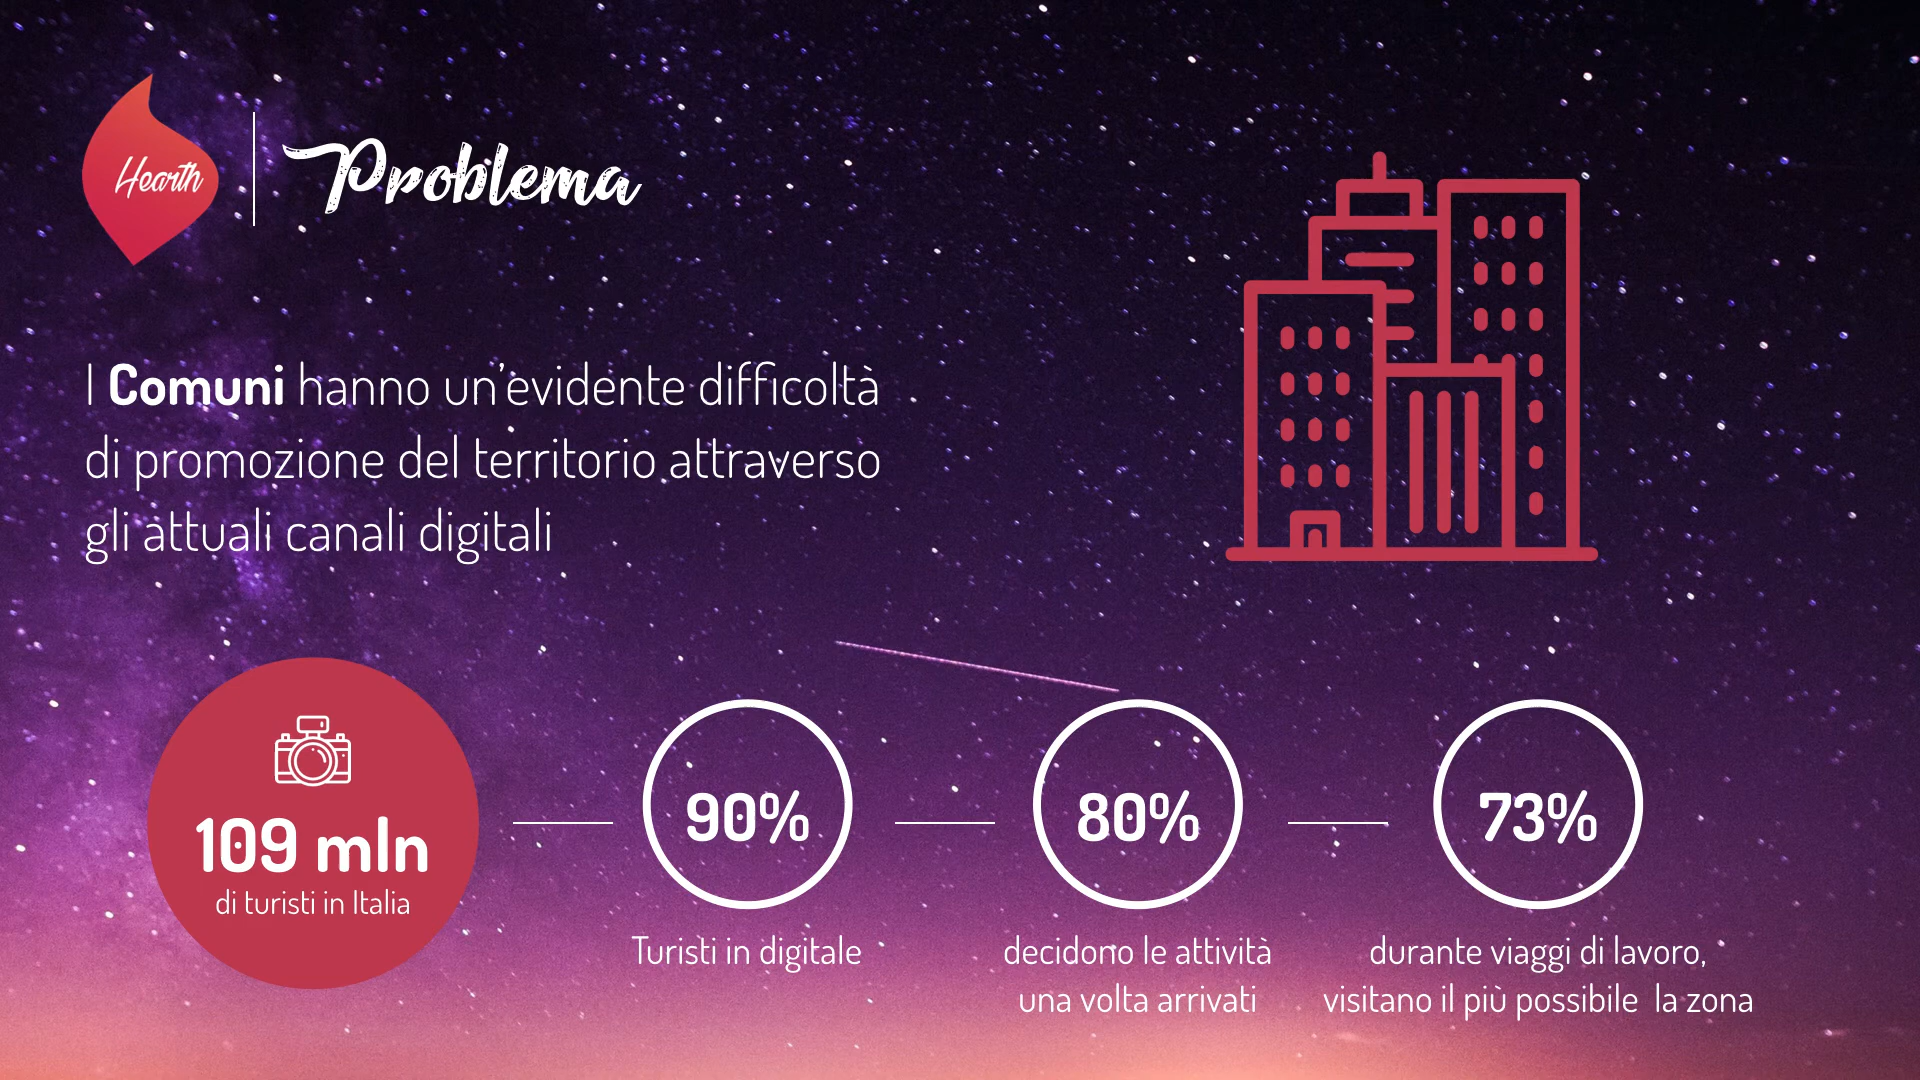 Hearth
Problema
I Comuni hanno un'evidente difficoltà
di promozione del territorio attraverso
gli attuali canali digitali
109 mln
di turisti in Italia
90%
Turisti in digitale
80%
decidono le attività
una volta arrivati
73%
durante viaggi di lavoro,
visitano il più possibile la zona